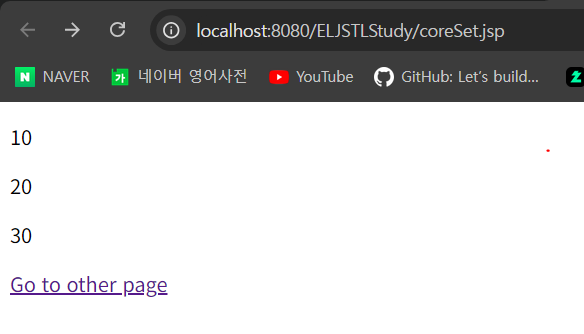 localhost:8080/ELJSTLStudy/coreSet.jsp
N NAVER 가 네이버 영어사전 YouTube GitHub: Let's build...
10
20
30
Go to other page